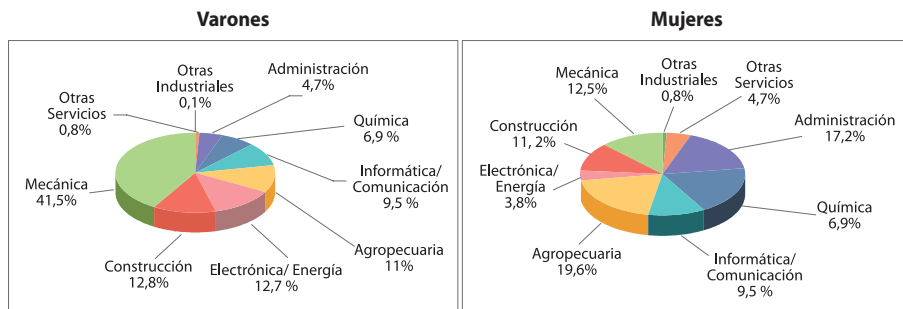 Varones
Otras
Industriales
0,1%
Administración
4,7%
Otras
Servicios
0,8%
Química
6,9 %
Mecánica
41,5%
Informática/
Comunicación
9,5 %
Agropecuaria
11%
Construcción
12,8%
Electrónica/ Energía
12,7 %
Mujeres
Mecánica
12,5%
Otras
Industriales
0,8%
Otras
Servicios
4,7%
Construcción
11, 2%
Administración
17,2%
Electrónica/
Energía
3,8%
Química
6,9%
Agropecuaria
19,6%
Informática/
Comunicación
9,5 %